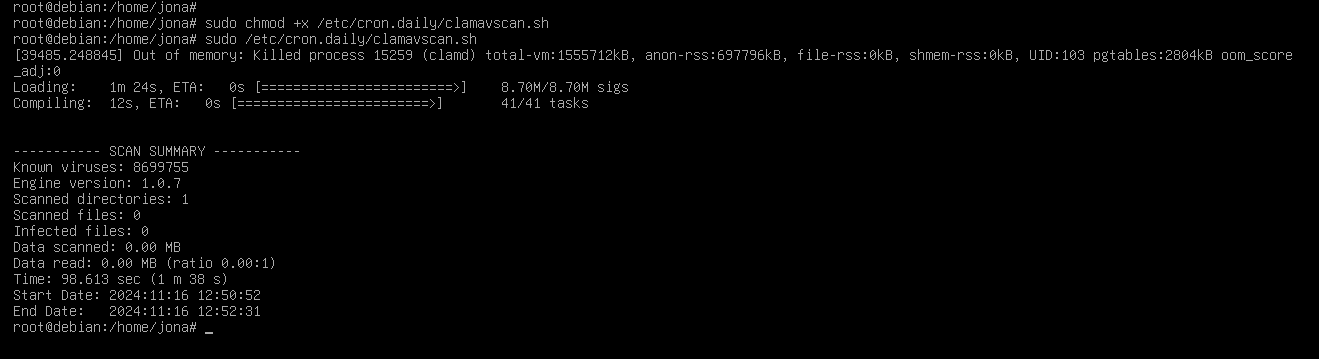 root@debian:/home/jona#
root@debian:/home/jona# sudo chmod +x /etc/cron.daily/clamavscan.sh
root@debian:/home/jona# sudo /etc/cron.daily/clamavscan.sh
[39485.248845] Out of memory: Killed process 15259 (clamd) total-vm:1555712kB, anon-rss:697796kB, file-rss:0kB, shmem-rss:0kB, UID:103 pgtables:2804kB oom_score
_adj:0
Loading:    1m 24s, ETA:   0s [========================>]    8.70M/8.70M sigs
Compiling:  12s, ETA:   0s [========================>]       41/41 tasks
----------- SCAN SUMMARY -----------
Known viruses: 8699755
Engine version: 1.0.7
Scanned directories: 1
Scanned files: 0
Infected files: 0
Data scanned: 0.00 MB
Data read: 0.00 MB (ratio 0.00:1)
Time: 98.613 sec (1 m 38 s)
Start Date: 2024:11:16 12:50:52
End Date:   2024:11:16 12:52:31
root@debian:/home/jona# _